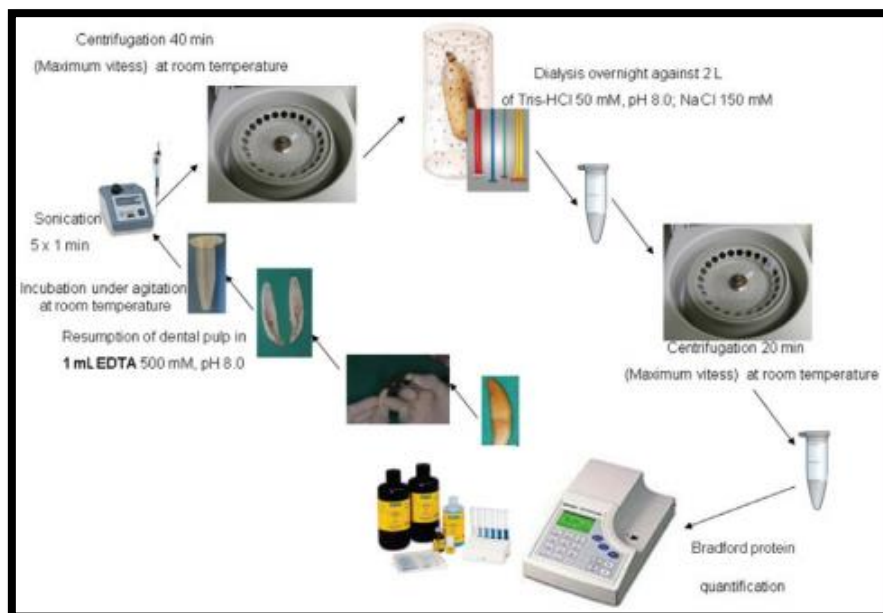 Centrifugation 40 min
(Maximum vitess) at room temperature
Dialysis overnight against 2 L
of Tris-HCl 50 mM, pH 8.0; NaCl 150 mM
Sonication
5 x 1 min
Incubation under agitation
at room temperature
Resumption of dental pulp in
1 mL EDTA 500 mM, pH 8.0
Centrifugation 20 min
(Maximum vitess) at room temperature
Bradford protein
quantification